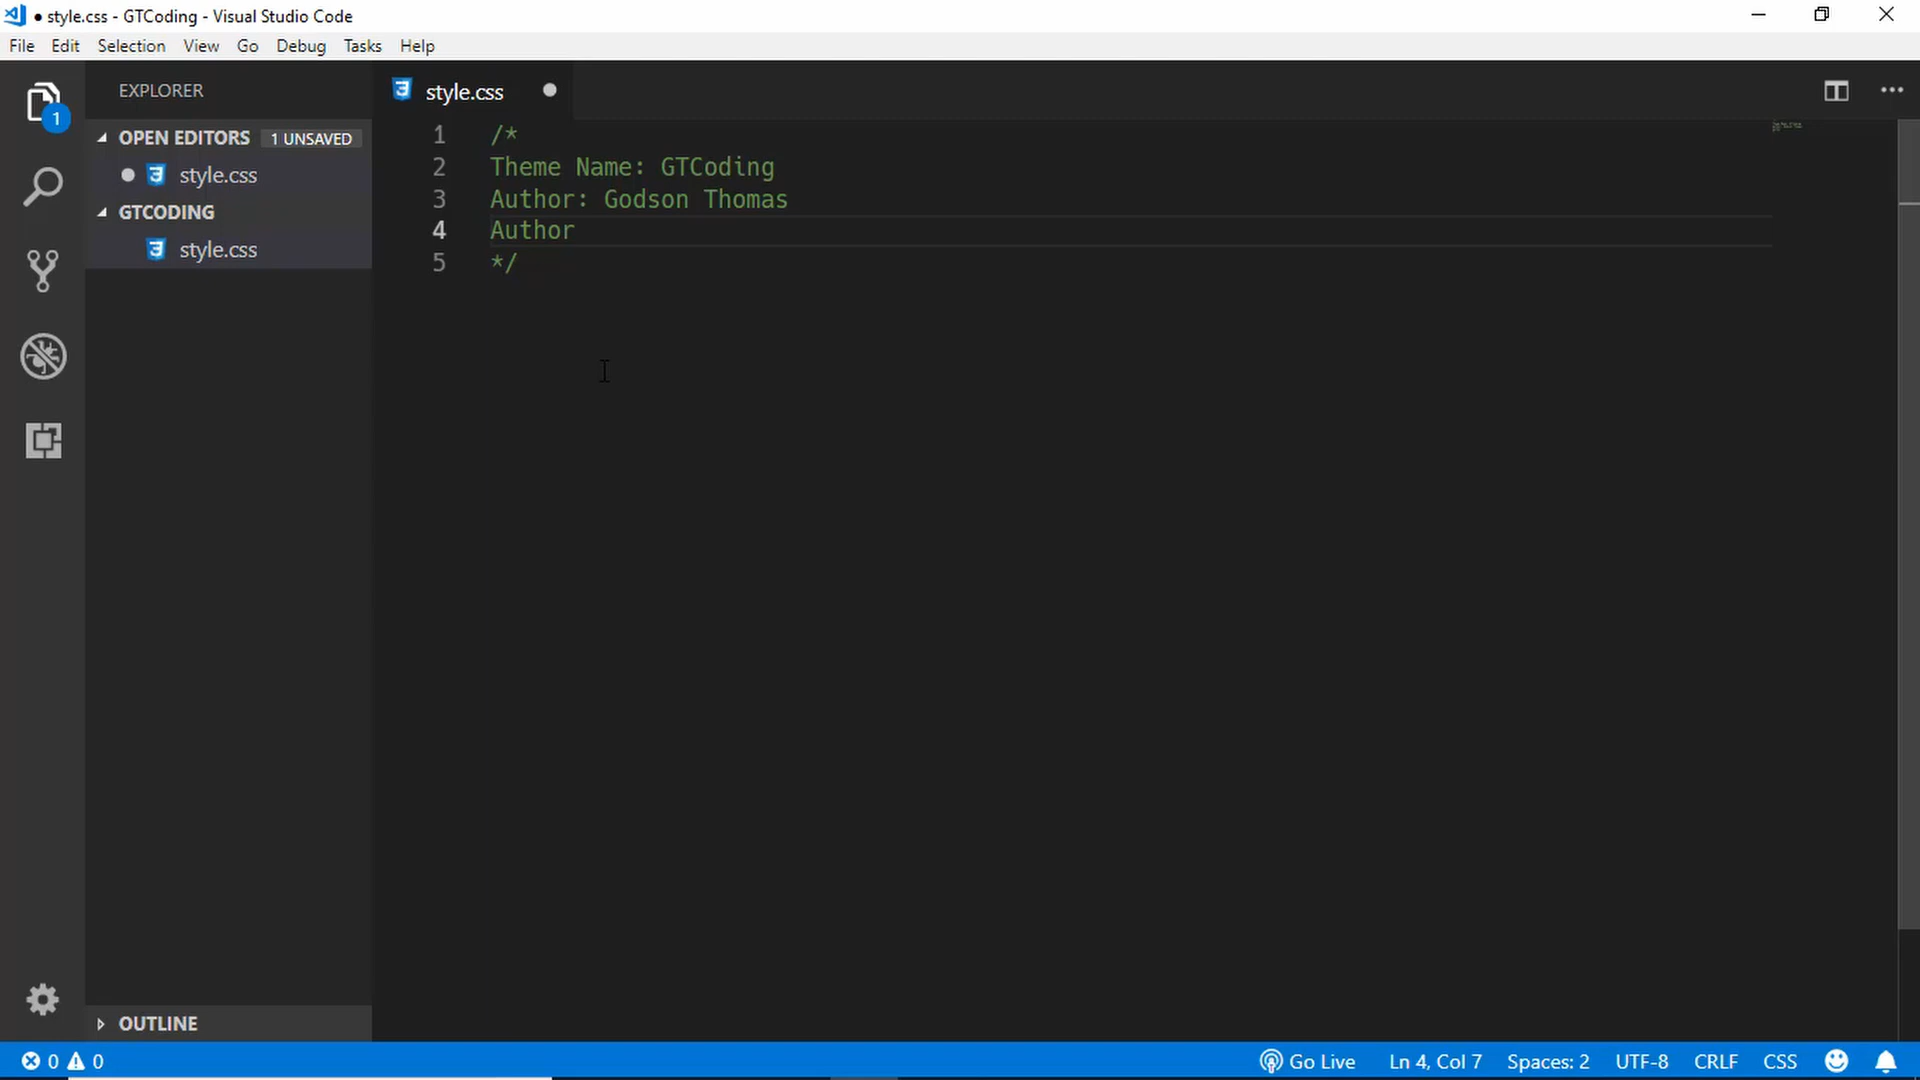 ● style.css - GTCoding - Visual Studio Code
File Edit Selection View Go Debug Tasks Help
EXPLORER
style.css
1
OPEN EDITORS 1 UNSAVED
style.css
GTCODING
style.css
1 /*
2 Theme Name: GTCoding
3 Author: Godson Thomas
4 Author
5 */
OUTLINE
0 0 Go Live Ln 4, Col 7 Spaces: 2 UTF-8 CRLF CSS